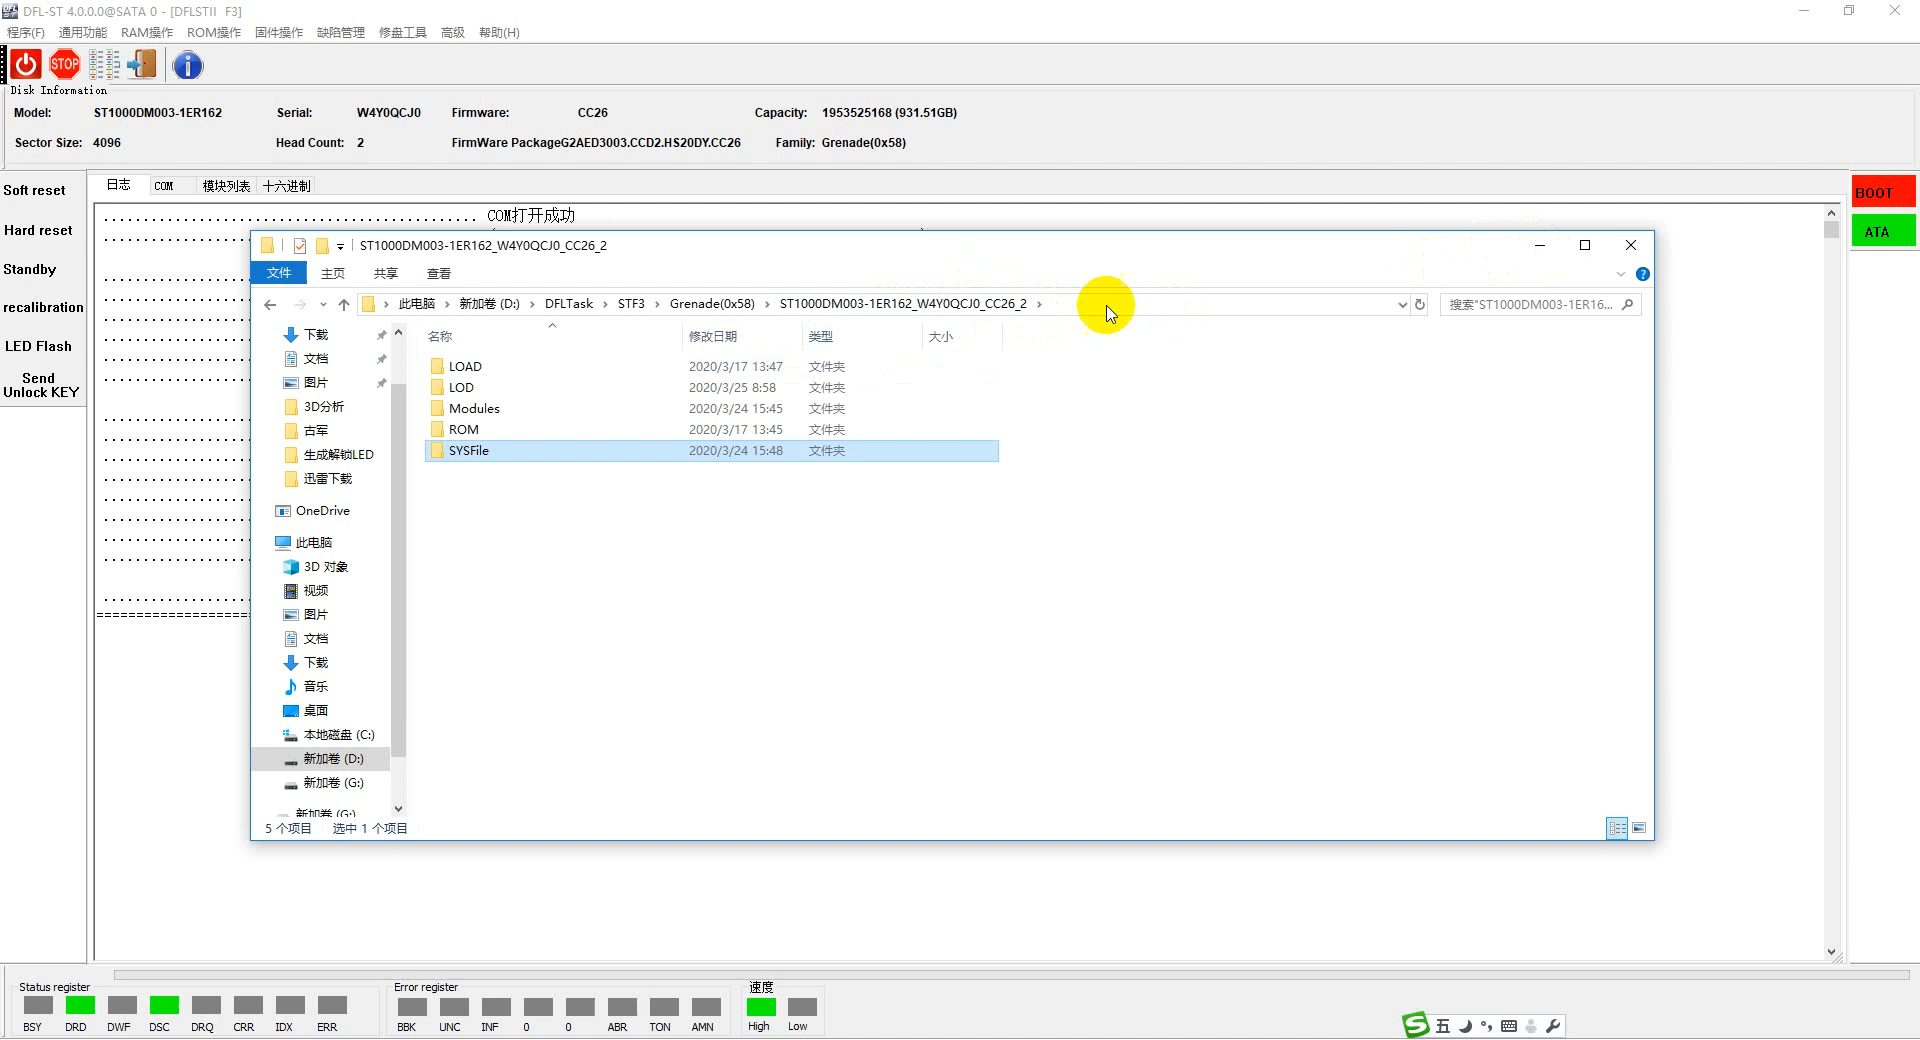 DFL-ST 4.0.0.0@SATA 0 - [DFLSTII F3]
程序(F) 通用功能 RAM操作 ROM操作 固件操作 缺陷管理 修盘工具 高级 帮助(H)
STOP
Disk Information
Model: ST1000DM003-1ER162 Serial: W4Y0QCJ0 Firmware: CC26 Capacity: 1953525168 (931.51GB)
Sector Size: 4096 Head Count: 2 FirmWare PackageG2AED3003.CCD2.HS20DY.CC26 Family: Grenade(0x58)
日志 COM 模块列表 十六进制
Soft reset
Hard reset
Standby
recalibration
LED Flash
Send
Unlock KEY
BOOT
ATA
COM打开成功
ST1000DM003-1ER162_W4Y0QCJ0_CC26_2
文件 主页 共享 查看
此电脑 › 新加卷 (D:) › DFLTask › STF3 › Grenade(0x58) › ST1000DM003-1ER162_W4Y0QCJ0_CC26_2 ›
搜索"ST1000DM003-1ER16...
名称 修改日期 类型 大小
LOAD 2020/3/17 13:47 文件夹
LOD 2020/3/25 8:58 文件夹
Modules 2020/3/24 15:45 文件夹
ROM 2020/3/17 13:45 文件夹
SYSFile 2020/3/24 15:48 文件夹
下载
文档
图片
3D分析
古军
生成解锁LED
迅雷下载
OneDrive
此电脑
3D 对象
视频
图片
文档
下载
音乐
桌面
本地磁盘 (C:)
新加卷 (D:)
新加卷 (G:)
新加卷 (G:)
5 个项目 选中 1 个项目
Status register
BSY DRD DWF DSC DRQ CRR IDX ERR
Error register
BBK UNC INF 0 0 ABR TON AMN
速度
High Low
五